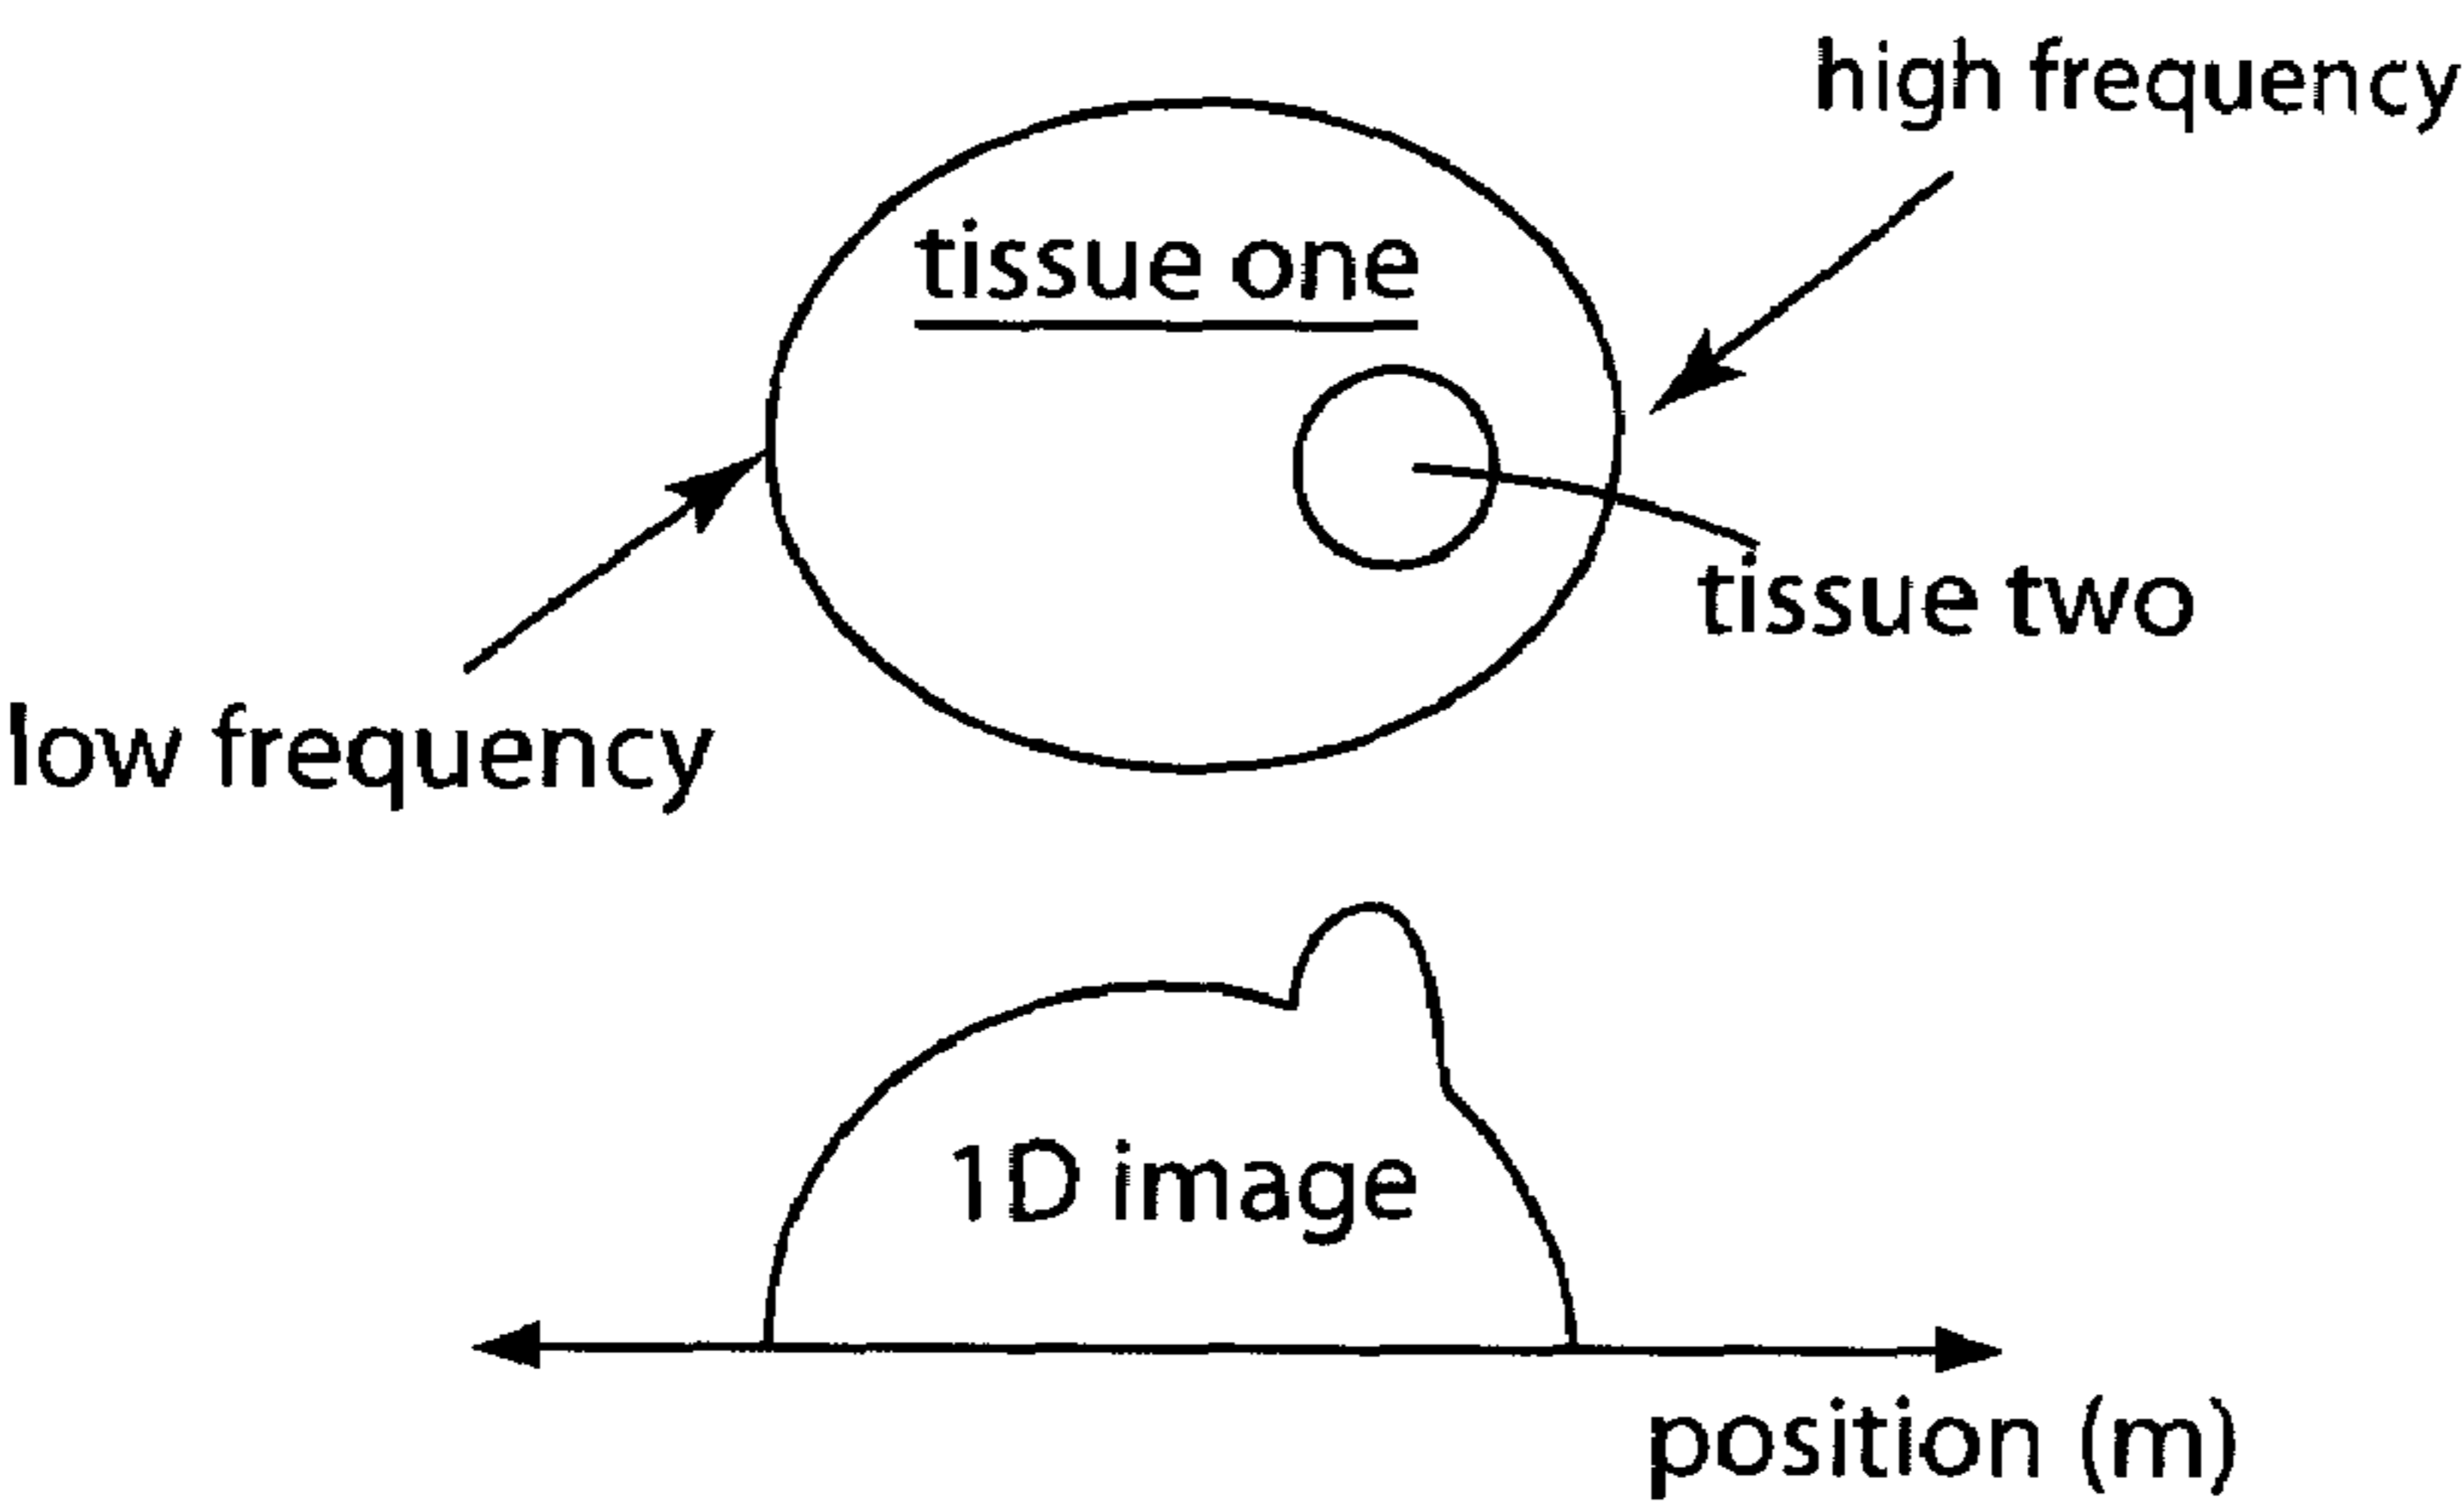 high frequency
tissue one
tissue two
low frequency
1D image
position (m)